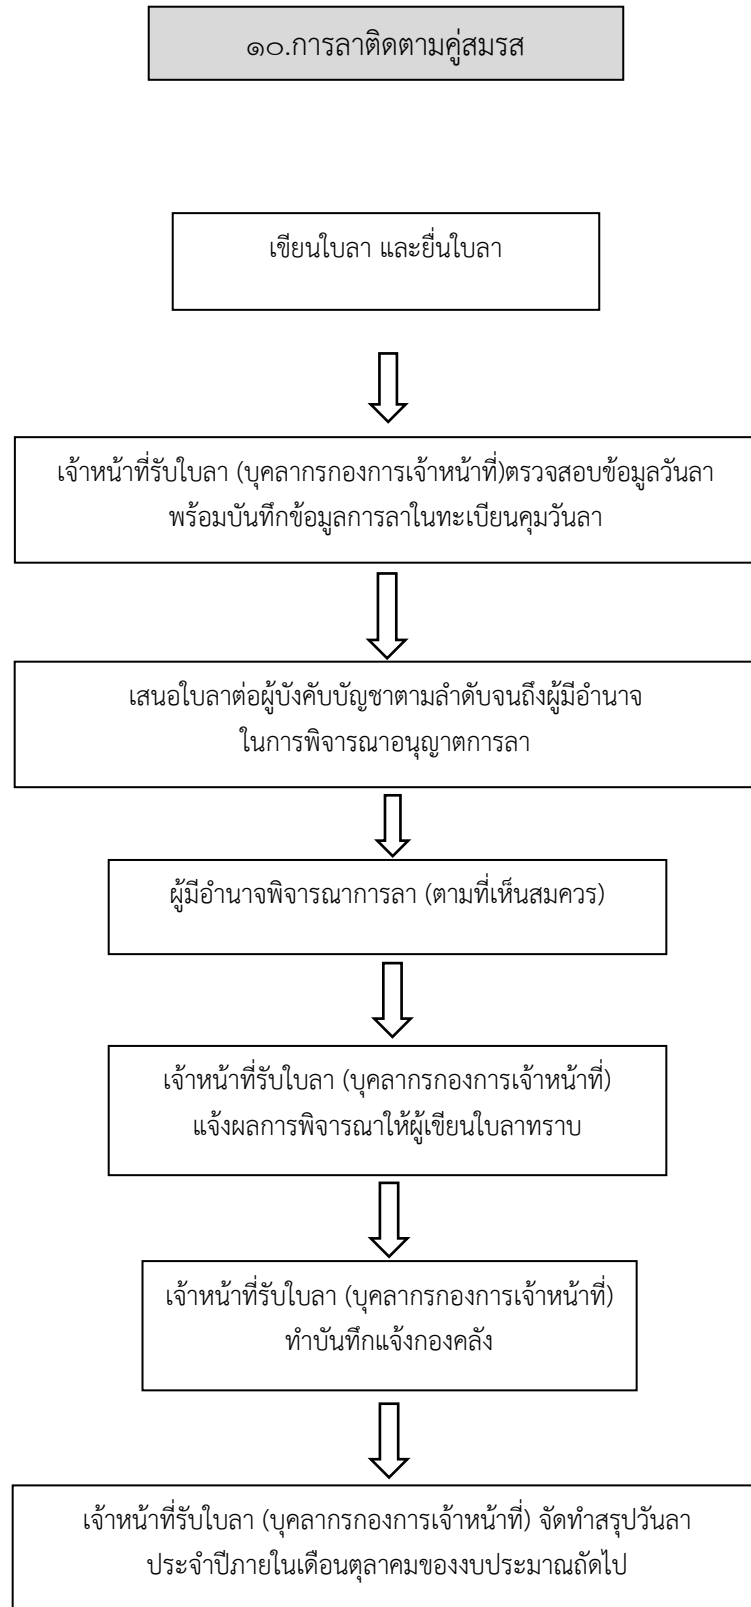 ๑๐.การลาติดตามคู่สมรส
เขียนใบลา และยื่นใบลา
เจ้าหน้าที่รับใบลา (บุคลากรกองการเจ้าหน้าที่)ตรวจสอบข้อมูลวันลา
พร้อมบันทึกข้อมูลการลาในทะเบียนคุมวันลา
เสนอใบลาต่อผู้บังคับบัญชาตามลำดับจนถึงผู้มีอำนาจ
ในการพิจารณาอนุญาตการลา
ผู้มีอำนาจพิจารณาการลา (ตามที่เห็นสมควร)
เจ้าหน้าที่รับใบลา (บุคลากรกองการเจ้าหน้าที่)
แจ้งผลการพิจารณาให้ผู้เขียนใบลาทราบ
เจ้าหน้าที่รับใบลา (บุคลากรกองการเจ้าหน้าที่)
ทำบันทึกแจ้งกองคลัง
เจ้าหน้าที่รับใบลา (บุคลากรกองการเจ้าหน้าที่) จัดทำสรุปวันลา
ประจำปีภายในเดือนตุลาคมของงบประมาณถัดไป